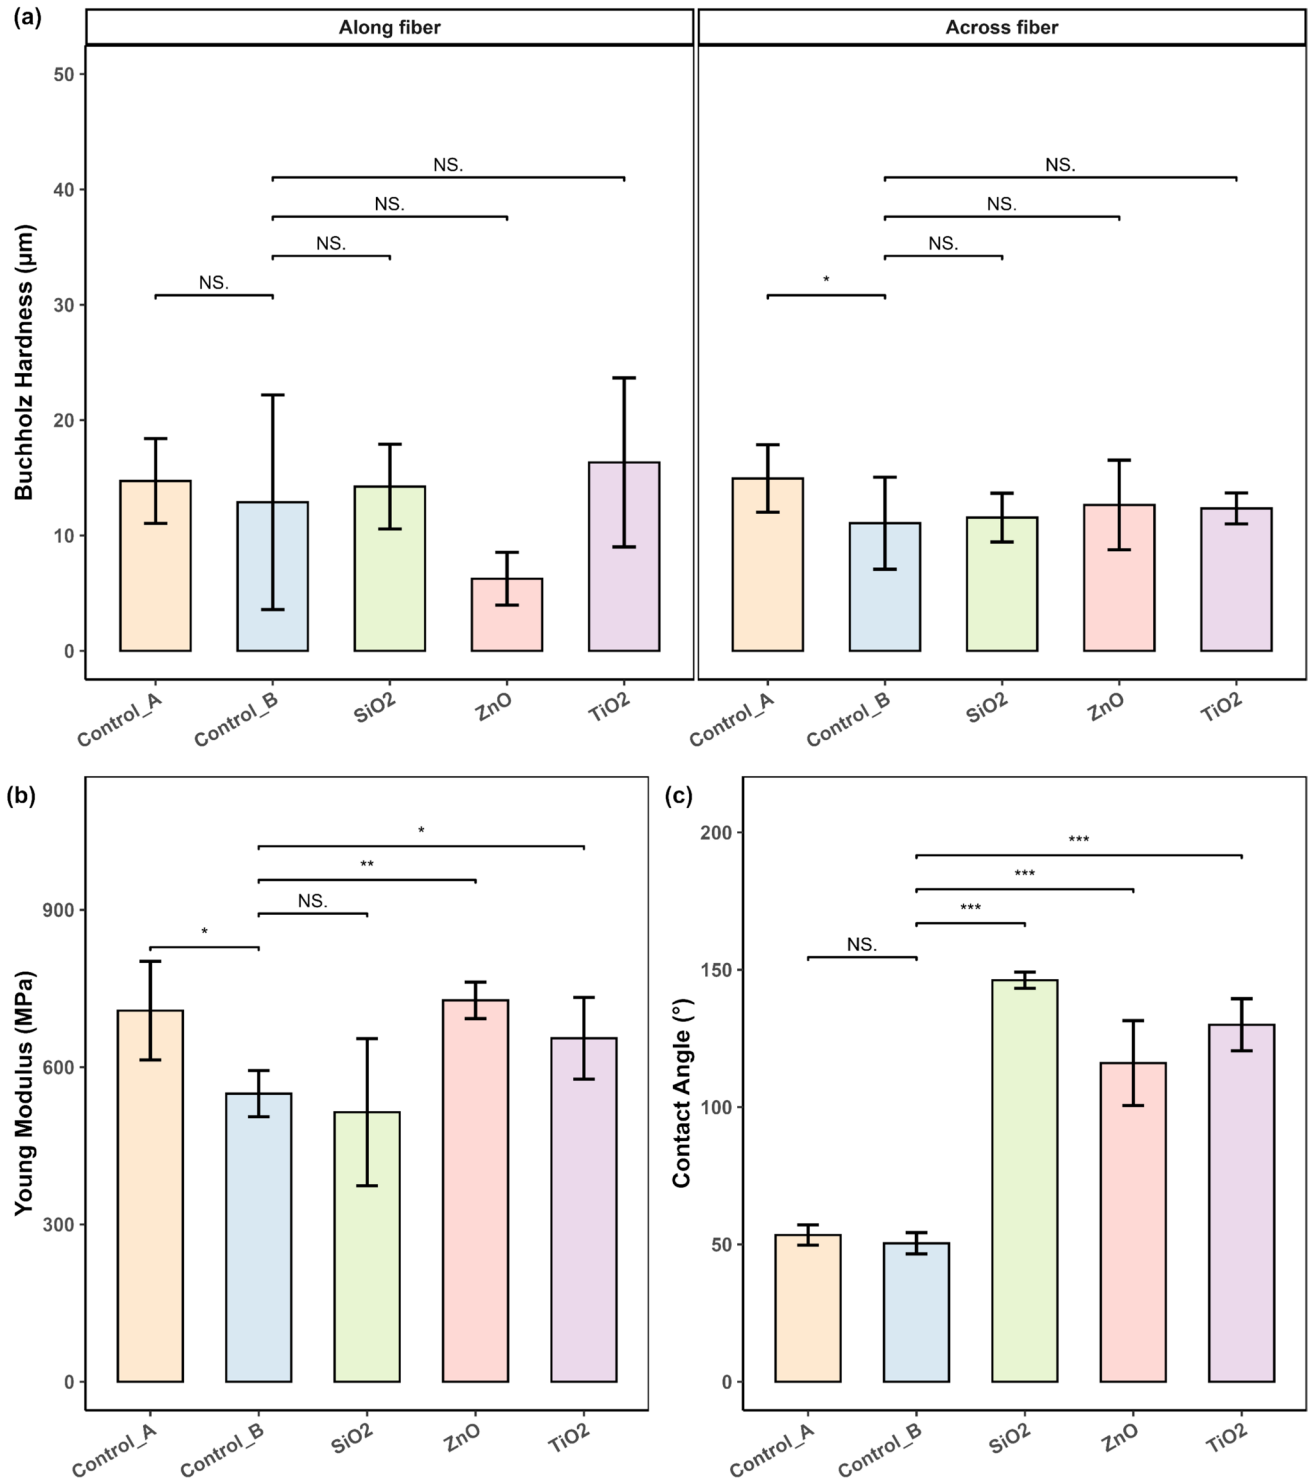 (a)
Along fiber
Across fiber
Buchholz Hardness (µm)
50
40
30
20
10
0
NS.
NS.
NS.
NS.
NS.
NS.
NS.
*
Control_A
Control_B
SiO2
ZnO
TiO2
Control_A
Control_B
SiO2
ZnO
TiO2
(b)
Young Modulus (MPa)
900
600
300
0
*
**
NS.
*
Control_A
Control_B
SiO2
ZnO
TiO2
(c)
Contact Angle (°)
200
150
100
50
0
***
***
***
NS.
Control_A
Control_B
SiO2
ZnO
TiO2